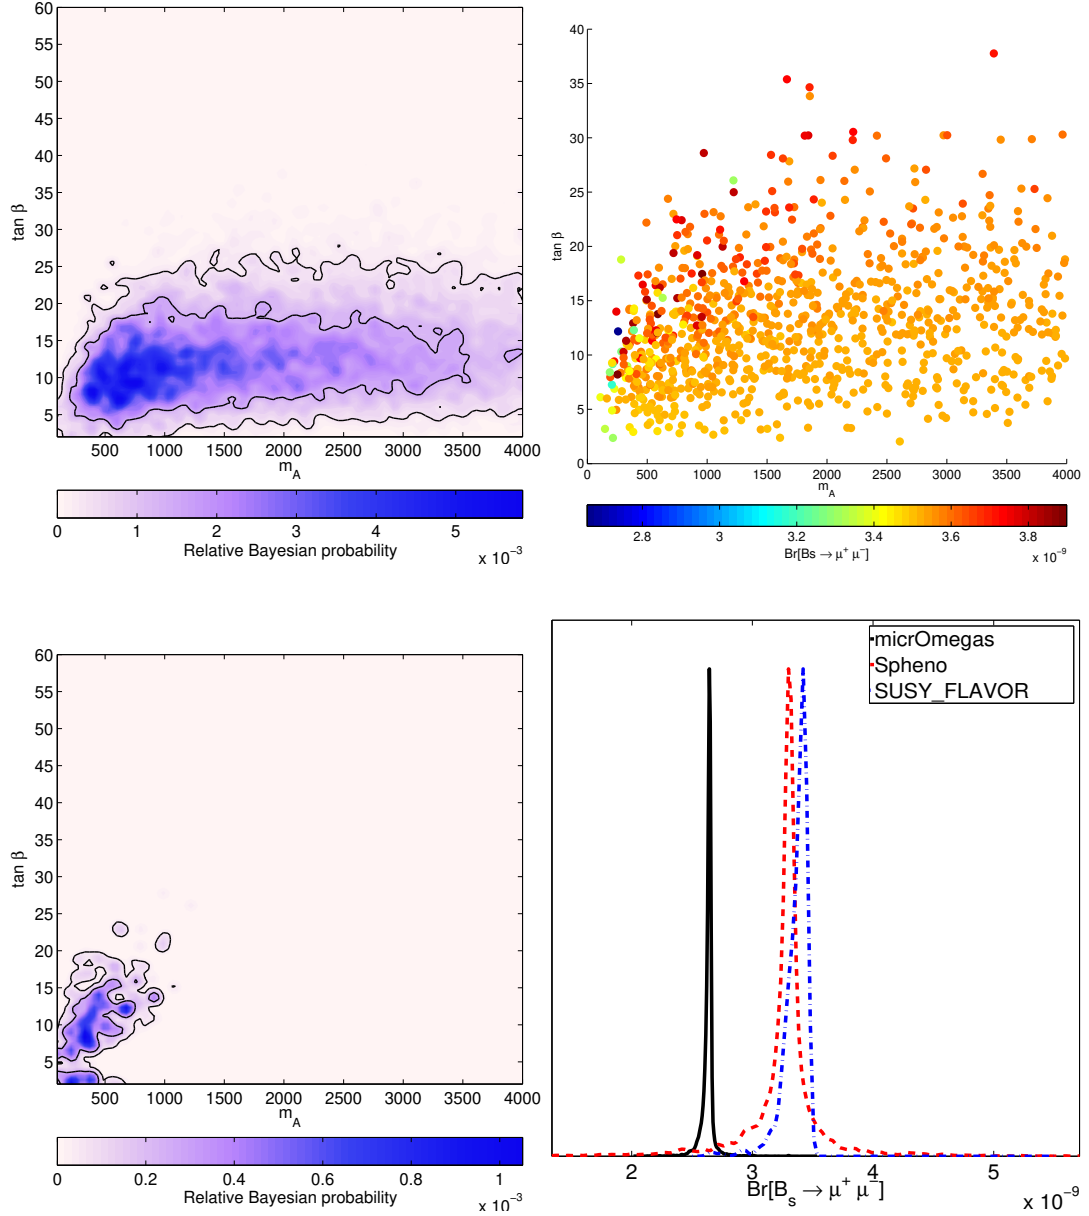 60
55
50
45
40
35
30
25
20
15
10
5
tan β
500 1000 1500 2000 2500 3000 3500 4000
m_A
0 1 2 3 4 5
Relative Bayesian probability
x 10^-3
40
35
30
25
20
15
10
5
0
tan β
0 500 1000 1500 2000 2500 3000 3500 4000
m_A
2.8 3 3.2 3.4 3.6 3.8
Br[Bs → μ⁺ μ⁻]
x 10^-9
60
55
50
45
40
35
30
25
20
15
10
5
tan β
500 1000 1500 2000 2500 3000 3500 4000
m_A
0 0.2 0.4 0.6 0.8 1
Relative Bayesian probability
x 10^-3
micrOmegas
Spheno
SUSY_FLAVOR
2 3 4 5
Br[B_s → μ⁺ μ⁻]
x 10^-9